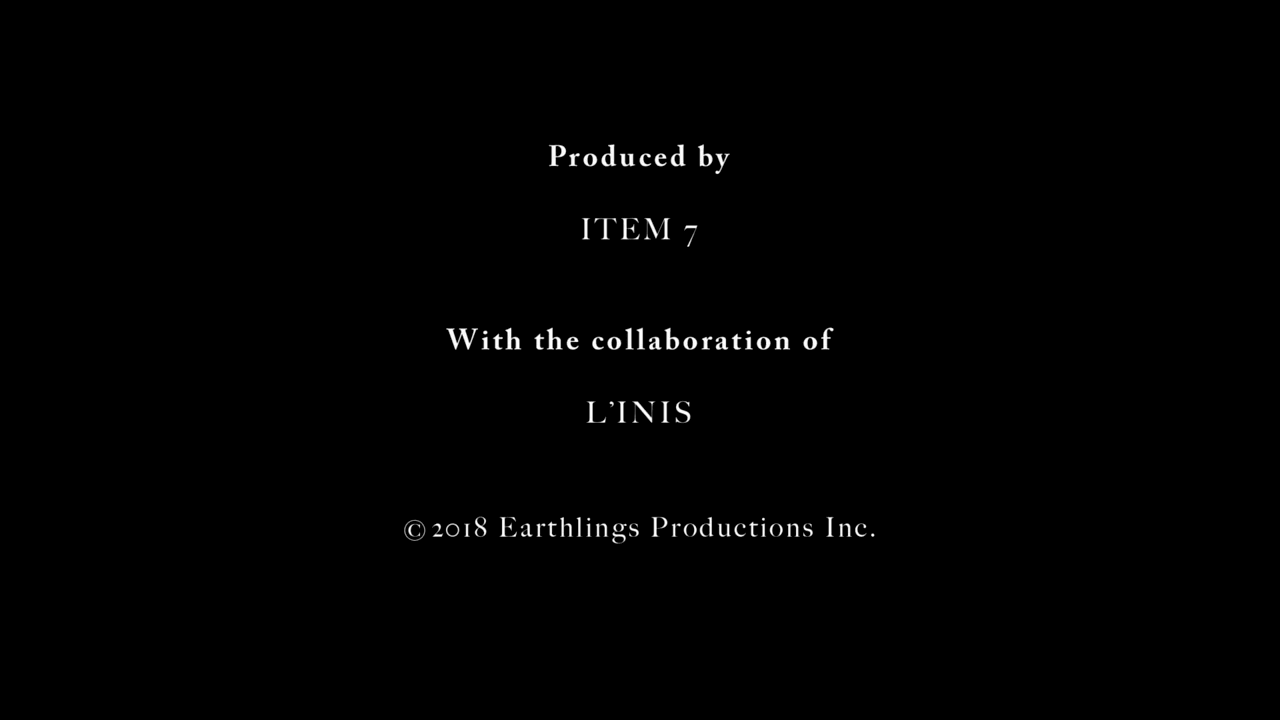 Produced by
ITEM 7
With the collaboration of
L’INIS
©2018 Earthlings Productions Inc.